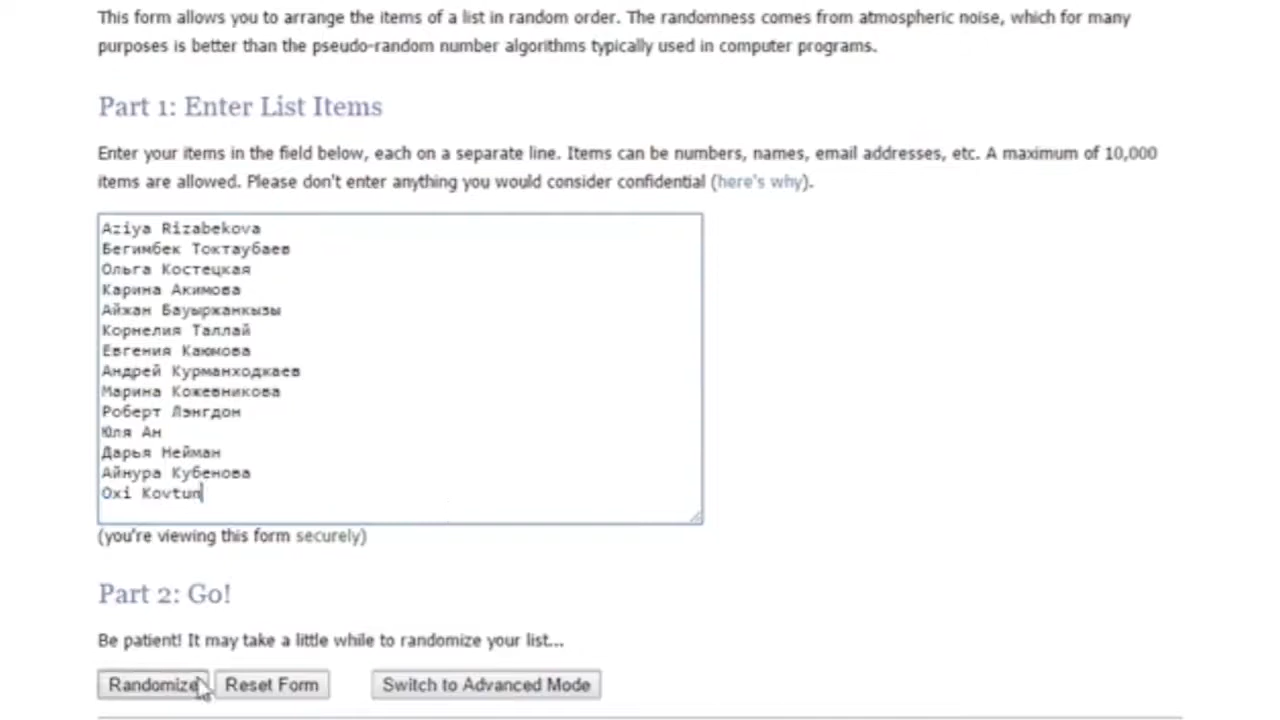 This form allows you to arrange the items of a list in random order. The randomness comes from atmospheric noise, which for many
purposes is better than the pseudo-random number algorithms typically used in computer programs.
Part 1: Enter List Items
Enter your items in the field below, each on a separate line. Items can be numbers, names, email addresses, etc. A maximum of 10,000
items are allowed. Please don't enter anything you would consider confidential (here's why).
Aziya Rizabekova
Бегимбек Токтаубаев
Ольга Костецкая
Карина Акимова
Айжан Бауыржанкызы
Корнелия Таллай
Евгения Каюмова
Андрей Курманходжаев
Марина Кожевникова
Роберт Лэнгдон
Юля Ан
Дарья Нейман
Айнура Кубенова
Oxi Kovtun
(you're viewing this form securely)
Part 2: Go!
Be patient! It may take a little while to randomize your list...
Randomize Reset Form Switch to Advanced Mode